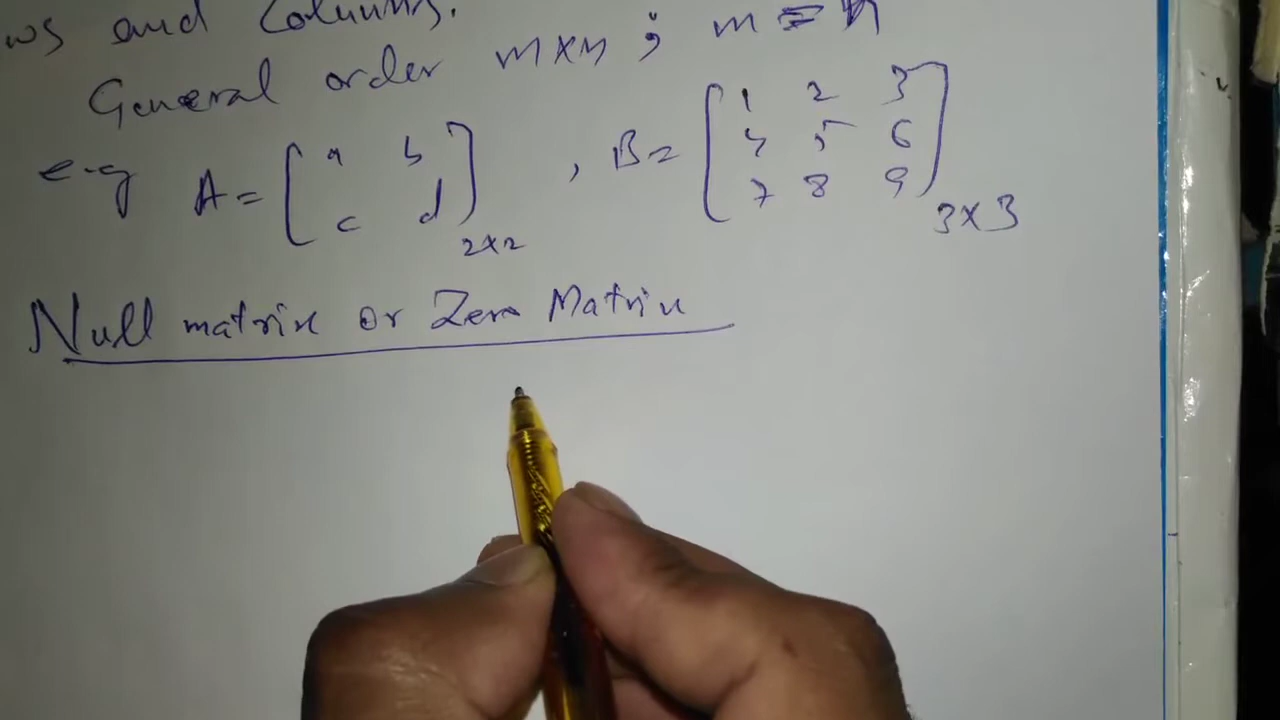 ws and Columns.
General order m×n ; m = n
e.g A = [ a b , B = [ 1 2 3
4 5 6
c d ] 2×2 7 8 9 ] 3×3
Null matrix or Zero Matrix